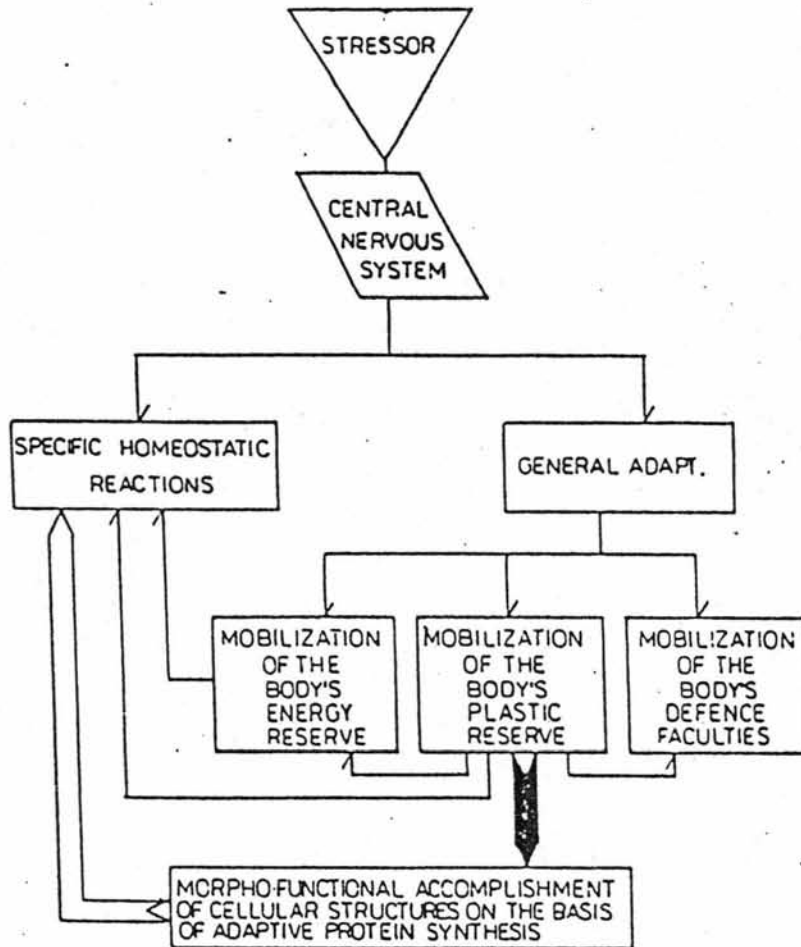 STRESSOR
CENTRAL
NERVOUS
SYSTEM
SPECIFIC HOMEOSTATIC
REACTIONS
GENERAL ADAPT.
MOBILIZATION
OF THE
BODY'S
ENERGY
RESERVE
MOBILIZATION
OF THE
BODY'S
PLASTIC
RESERVE
MOBILIZATION
OF THE
BODY'S
DEFENCE
FACULTIES
MORPHO-FUNCTIONAL ACCOMPLISHMENT
OF CELLULAR STRUCTURES ON THE BASIS
OF ADAPTIVE PROTEIN SYNTHESIS